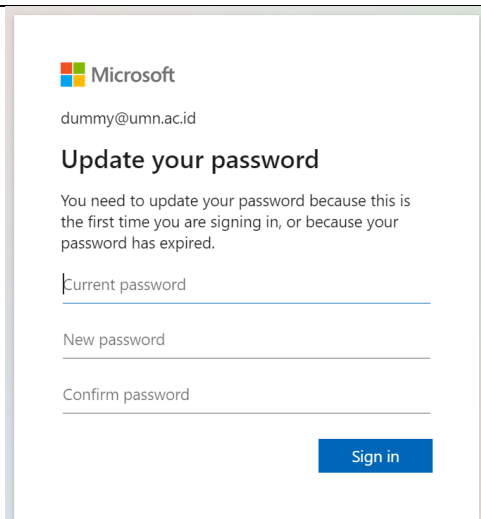 Microsoft
dummy@umn.ac.id
Update your password
You need to update your password because this is
the first time you are signing in, or because your
password has expired.
Current password
New password
Confirm password
Sign in